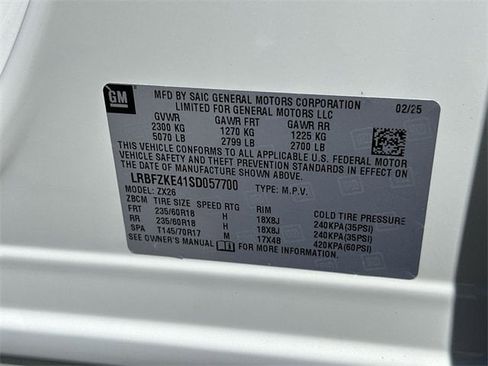 GM
MFD BY SAIC GENERAL MOTORS CORPORATION 02/25
LIMITED FOR GENERAL MOTORS LLC
GVWR GAWR FRT GAWR RR
2300 KG 1270 KG 1225 KG
5070 LB 2799 LB 2700 LB
THIS VEHICLE CONFORMS TO ALL APPLICABLE U.S. FEDERAL MOTOR
VEHICLE SAFETY, BUMPER, AND THEFT PREVENTION STANDARDS IN
EFFECT ON THE DATE OF MANUFACTURE SHOWN ABOVE.
LRBFZKE41SD057700 TYPE: M.P.V.
MODEL: ZX26
ZBCM TIRE SIZE SPEED RTG RIM COLD TIRE PRESSURE
FRT 235/60R18 H 18X8J 240KPA(35PSI)
RR 235/60R18 H 18X8J 240KPA(35PSI)
SPA T145/70R17 M 17X4B 420KPA(60PSI)
SEE OWNER'S MANUAL FOR MORE INFORMATION.